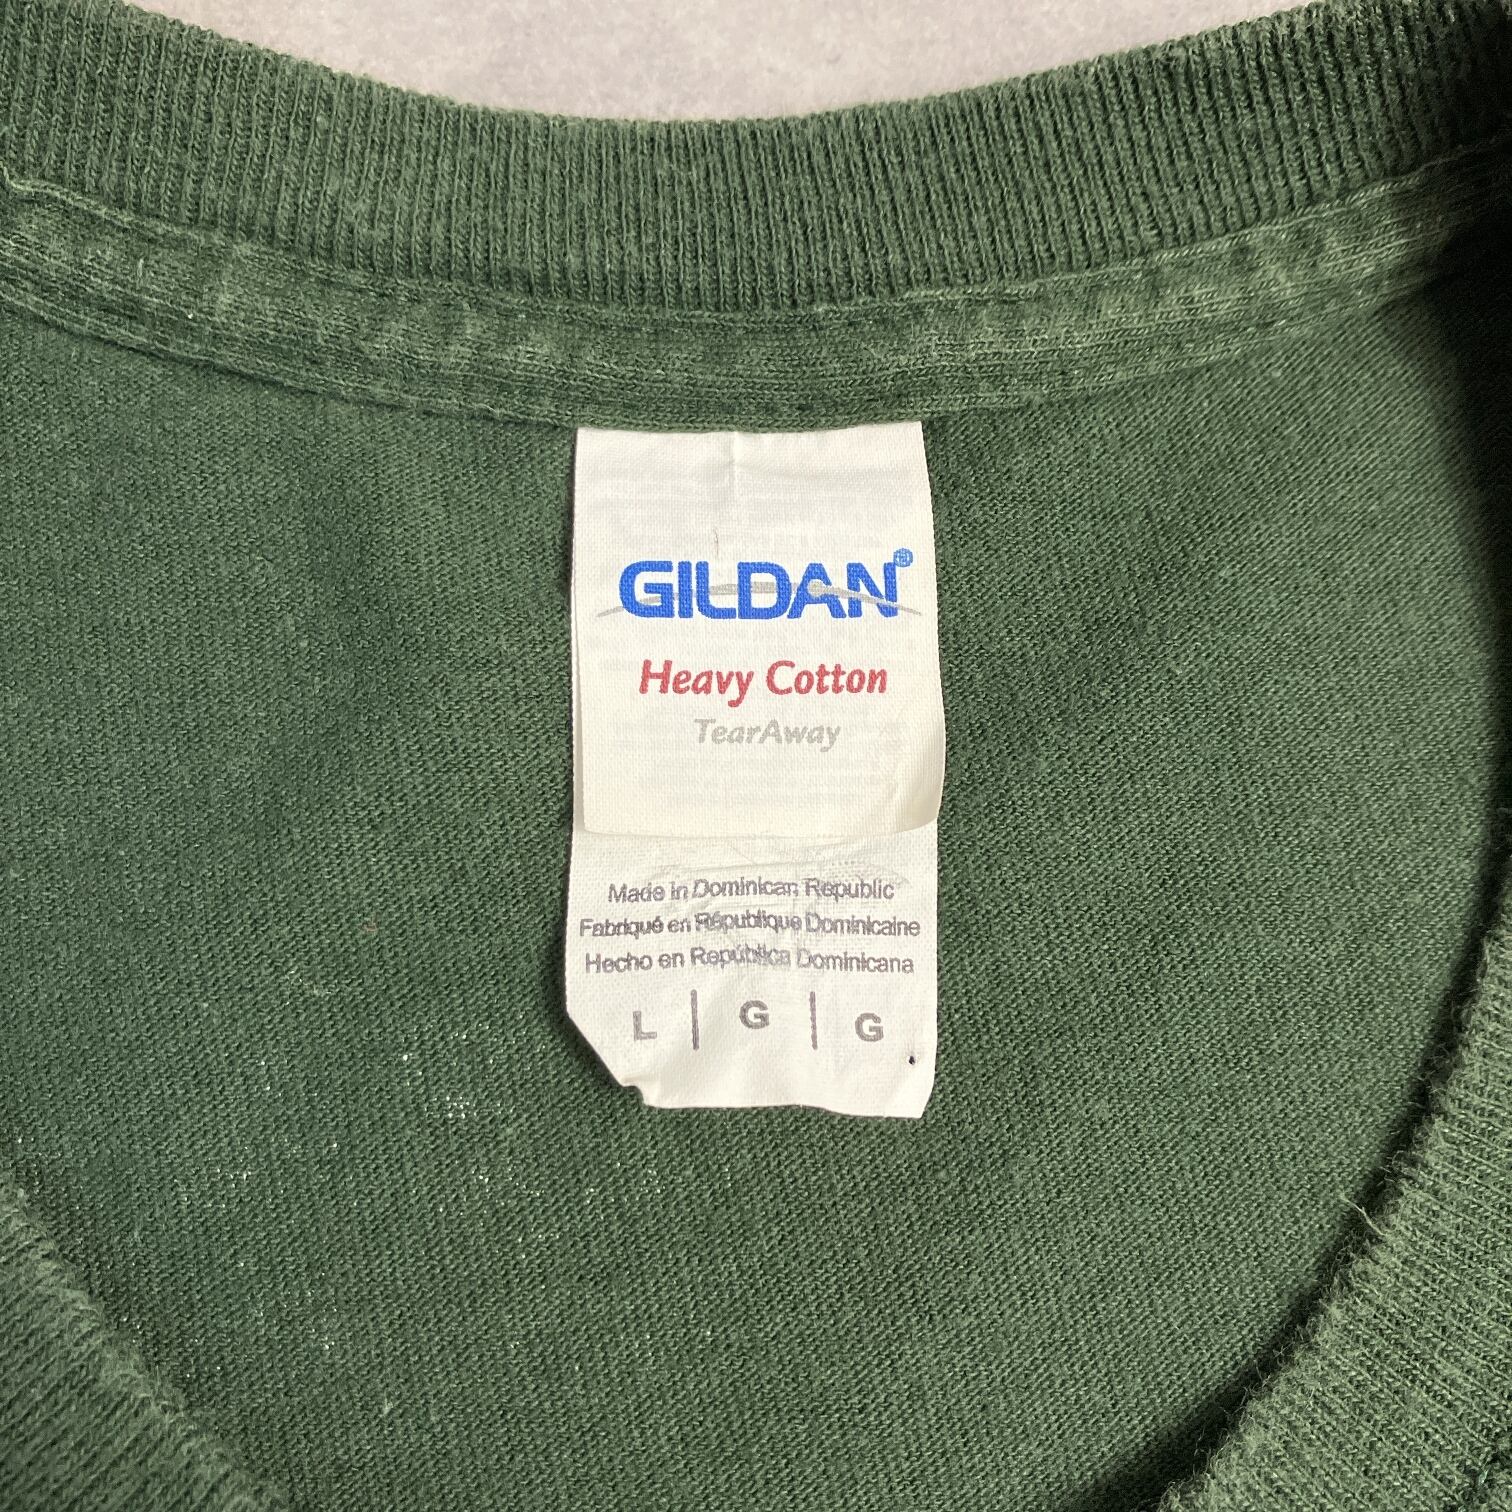 GILDAN®
Heavy Cotton
TearAway
Made in Dominican Republic
Fabriqué en République Dominicaine
Hecho en República Dominicana
L | G | G